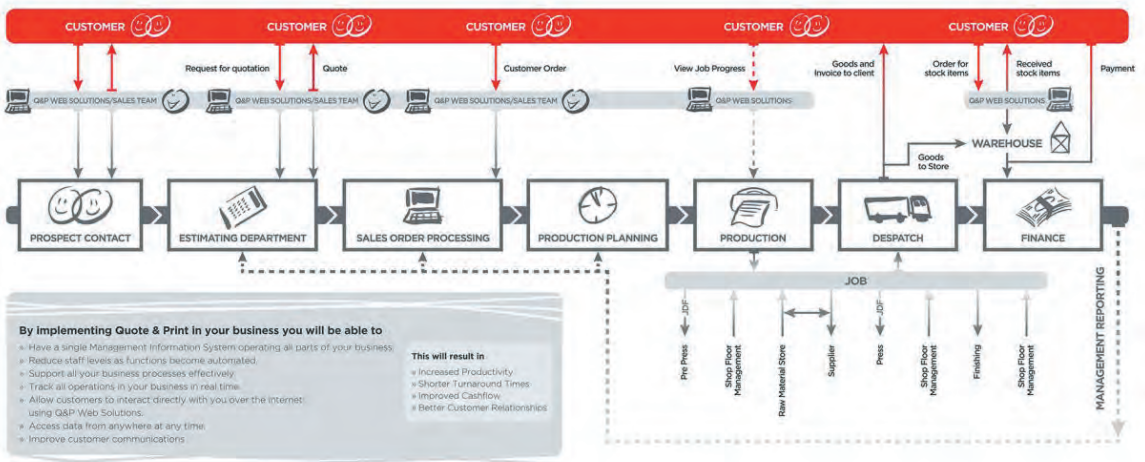 CUSTOMER
CUSTOMER
CUSTOMER
CUSTOMER
CUSTOMER
Request for quotation
Quote
Customer Order
View Job Progress
Goods and
Invoice to client
Order for
stock items
Received
stock items
Payment
Q&P WEB SOLUTIONS/SALES TEAM
Q&P WEB SOLUTIONS/SALES TEAM
Q&P WEB SOLUTIONS/SALES TEAM
Q&P WEB SOLUTIONS
Q&P WEB SOLUTIONS
WAREHOUSE
Goods
to Store
PROSPECT CONTACT
ESTIMATING DEPARTMENT
SALES ORDER PROCESSING
PRODUCTION PLANNING
PRODUCTION
DESPATCH
FINANCE
JOB
JDF
Pre Press
Shop Floor
Management
Raw Material Store
Supplier
JDF
Press
Shop Floor
Management
Finishing
Shop Floor
Management
MANAGEMENT REPORTING
By implementing Quote & Print in your business you will be able to
» Have a single Management Information System operating all parts of your business
» Reduce staff levels as functions become automated.
» Support all your business processes effectively
» Track all operations in your business in real time.
» Allow customers to interact directly with you over the Internet
using Q&P Web Solutions.
» Access data from anywhere at any time.
» Improve customer communications
This will result in
» Increased Productivity
» Shorter Turnaround Times
» Improved Cashflow
» Better Customer Relationships